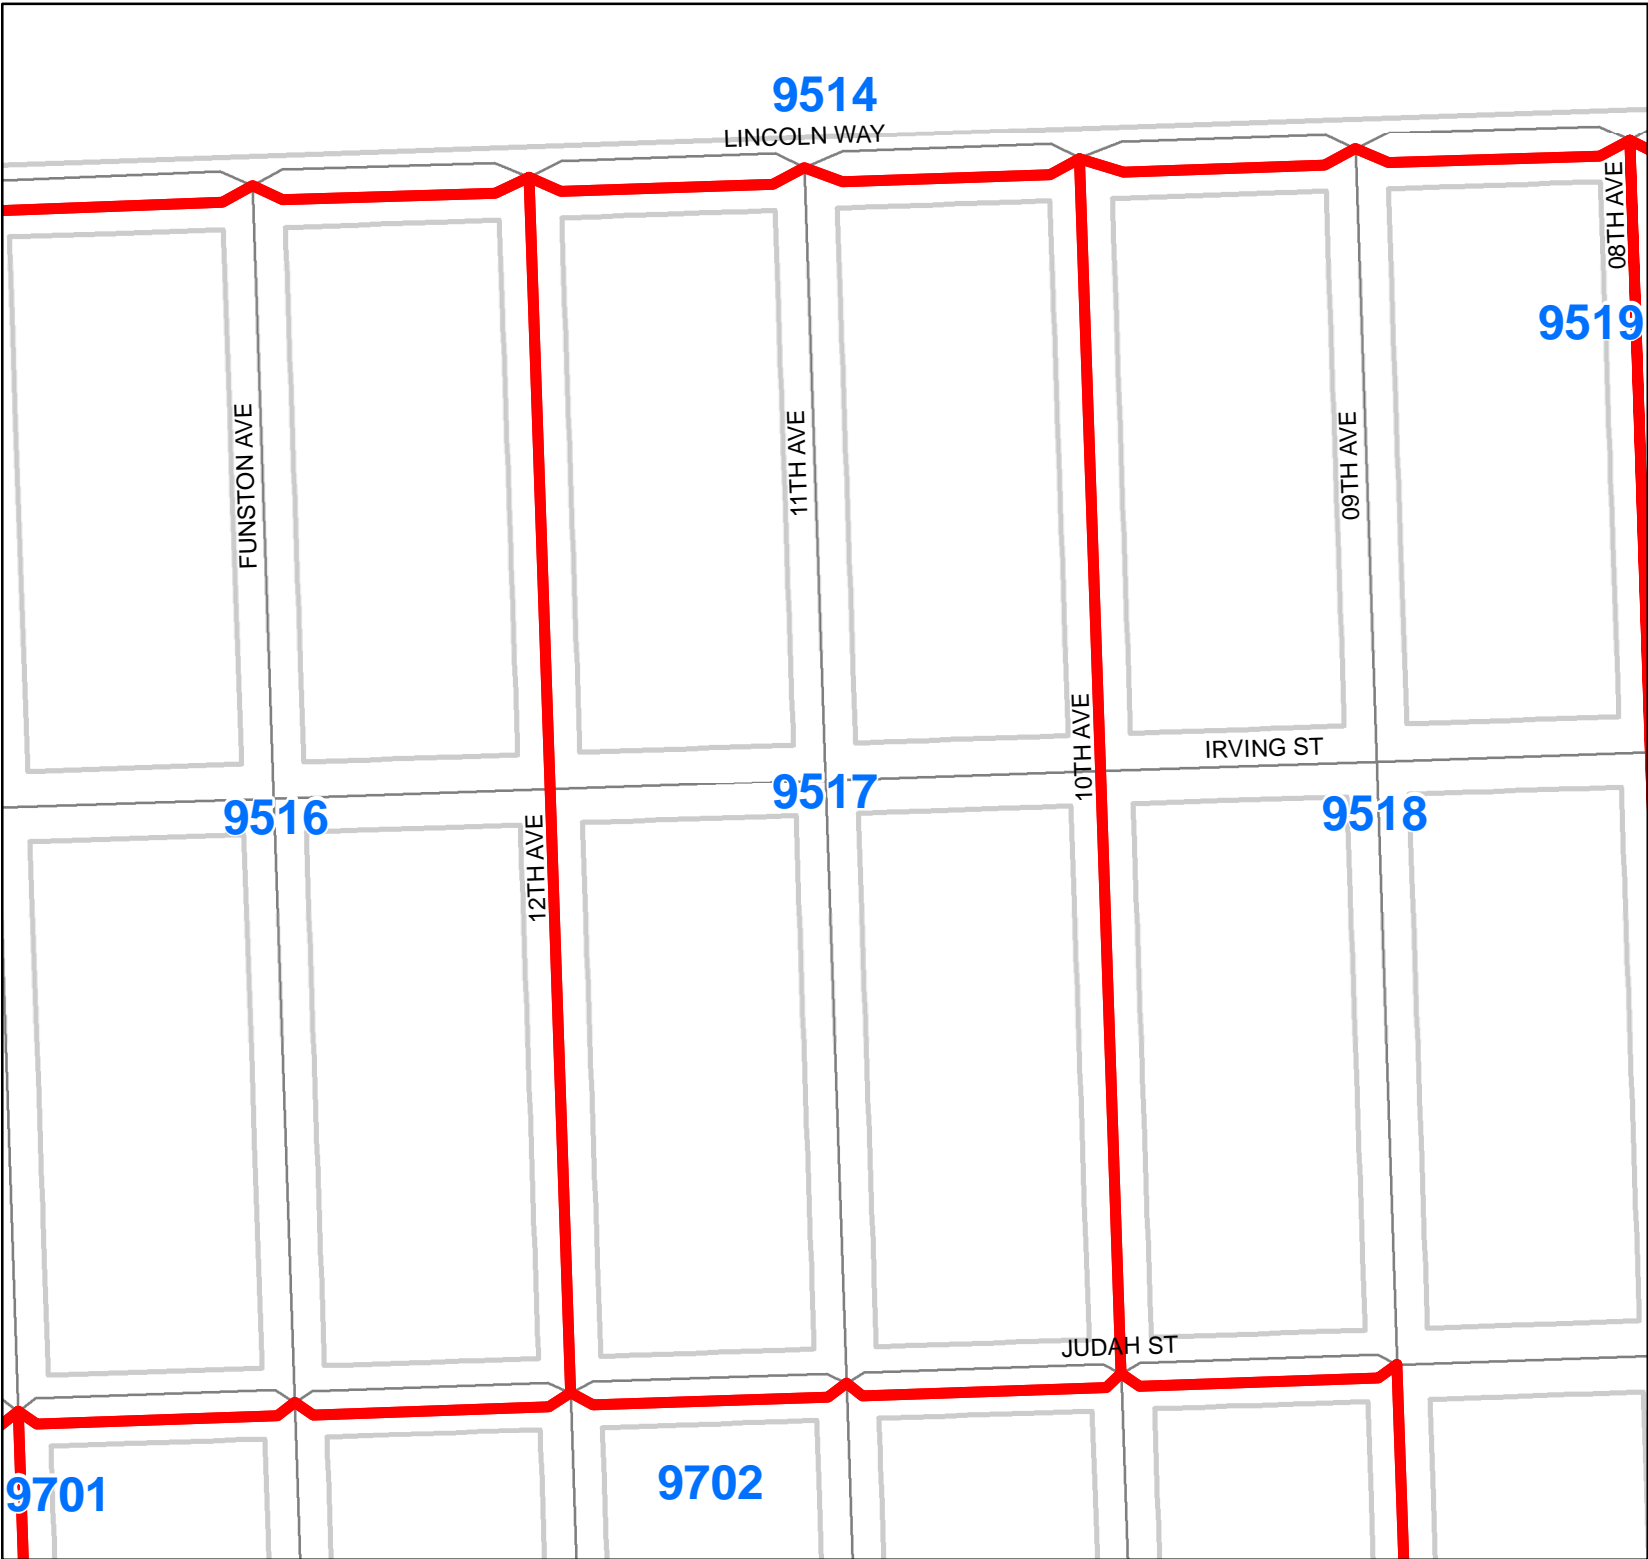 9514
LINCOLN WAY
08TH AVE
9519
FUNSTON AVE
11TH AVE
09TH AVE
10TH AVE
IRVING ST
9516
9517
9518
12TH AVE
JUDAH ST
9701
9702